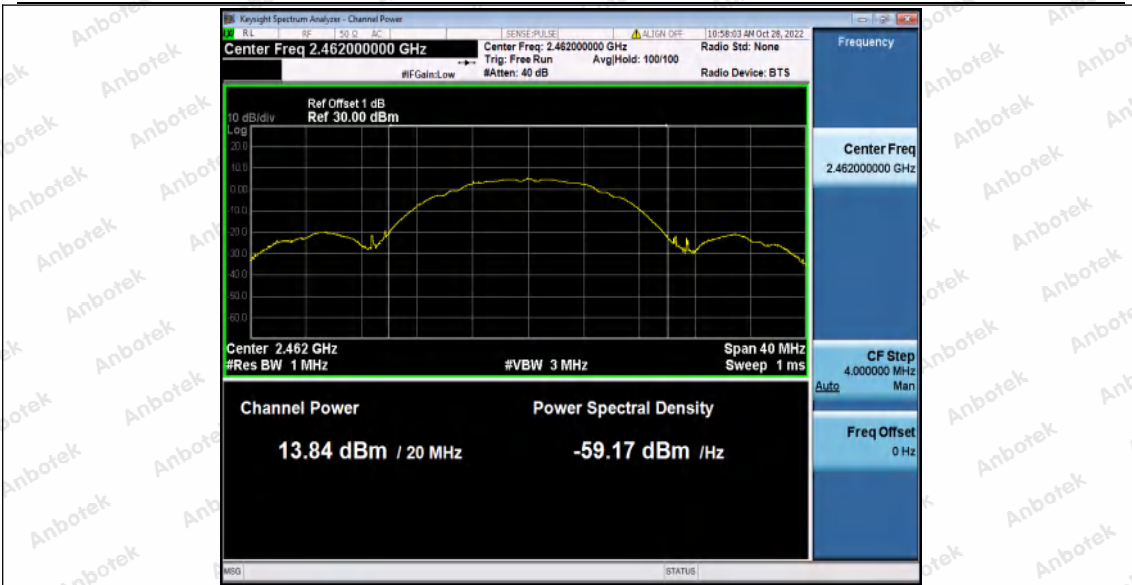 Keysight Spectrum Analyzer - Channel Power
RL RF 50 Ω AC SENSE:PULSE ALIGN OFF 10:58:03 AM Oct 28, 2022
Center Freq 2.462000000 GHz Center Freq: 2.462000000 GHz Radio Std: None
Trig: Free Run Avg|Hold: 100/100
#IFGain:Low #Atten: 40 dB Radio Device: BTS
Frequency
Ref Offset 1 dB
10 dB/div Ref 30.00 dBm
Log
20.0
10.0
0.00
-10.0
-20.0
-30.0
-40.0
-50.0
-60.0
Center 2.462 GHz Span 40 MHz
#Res BW 1 MHz #VBW 3 MHz Sweep 1 ms
Center Freq
2.462000000 GHz
CF Step
4.000000 MHz
Auto Man
Freq Offset
0 Hz
Channel Power Power Spectral Density
13.84 dBm / 20 MHz -59.17 dBm /Hz
MSG STATUS
Anbotek